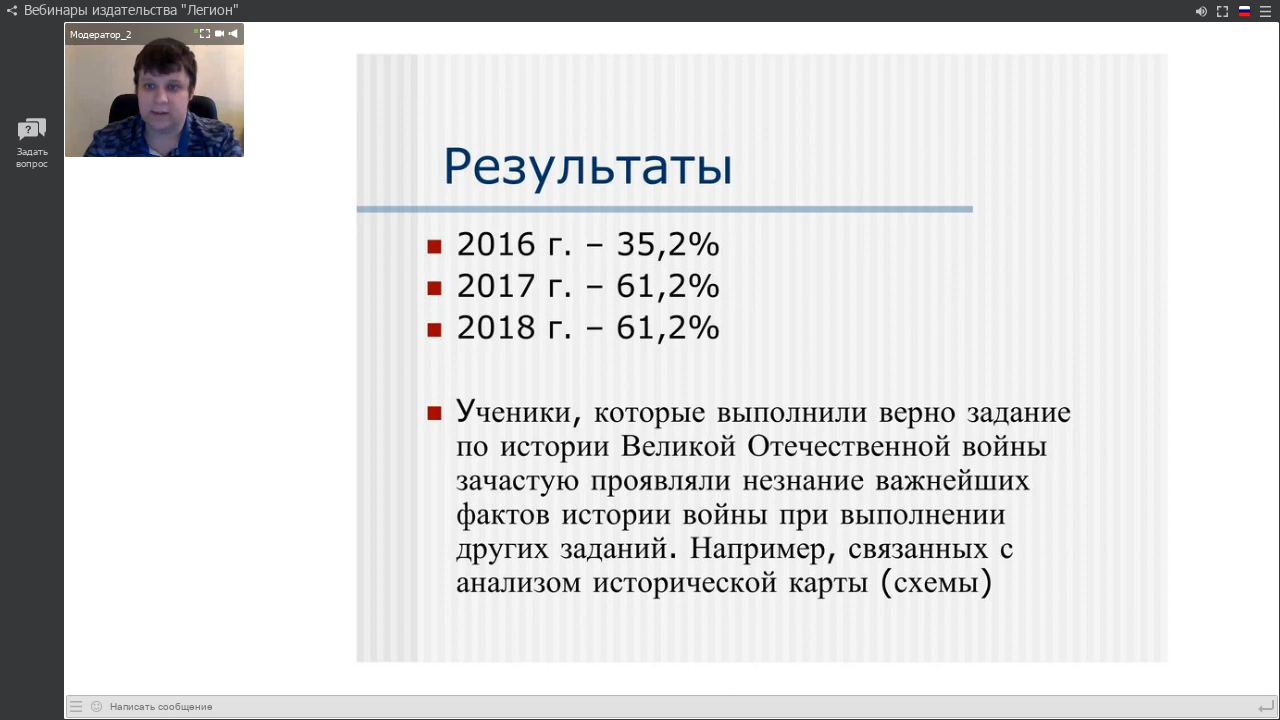 Вебинары издательства "Легион"
Модератор_2
Задать
вопрос
Результаты
2016 г. – 35,2%
2017 г. – 61,2%
2018 г. – 61,2%
Ученики, которые выполнили верно задание
по истории Великой Отечественной войны
зачастую проявляли незнание важнейших
фактов истории войны при выполнении
других заданий. Например, связанных с
анализом исторической карты (схемы)
Написать сообщение